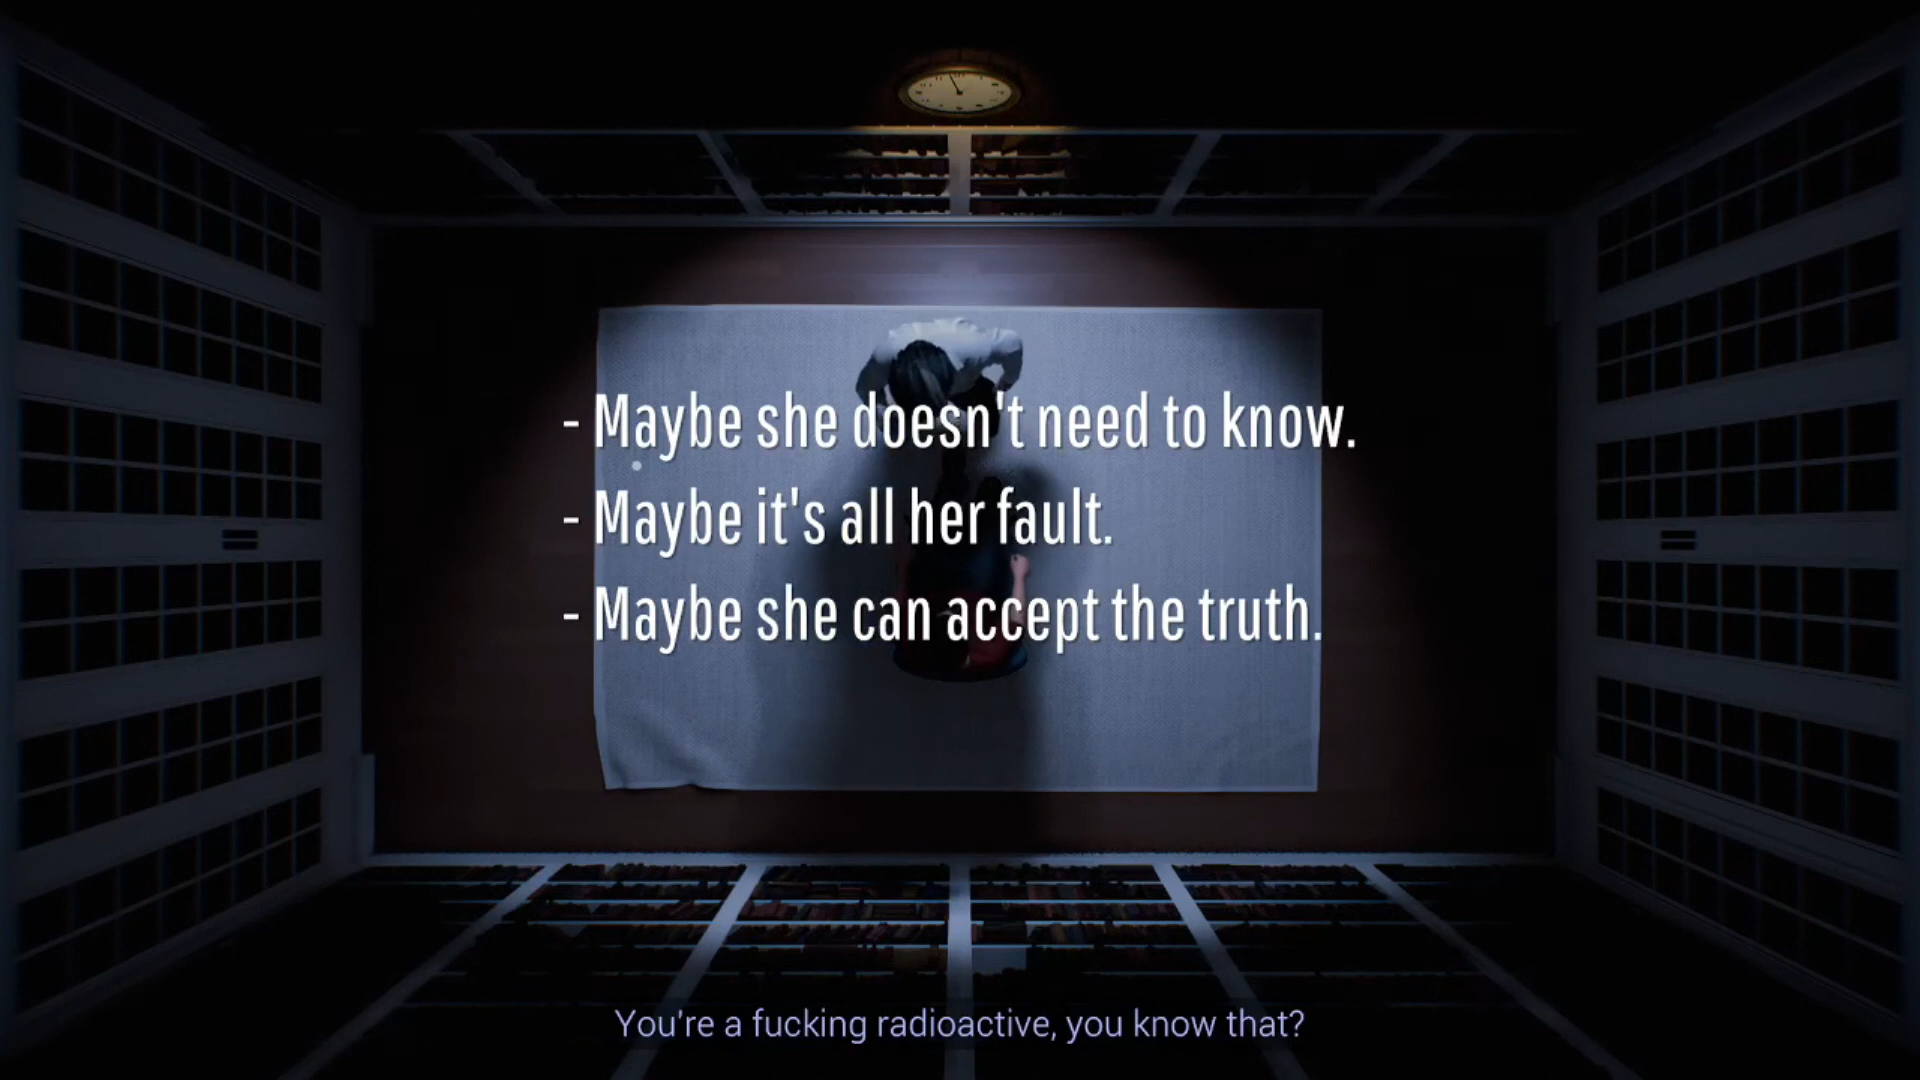 - Maybe she doesn't need to know.
- Maybe it's all her fault.
- Maybe she can accept the truth.
You're a fucking radioactive, you know that?